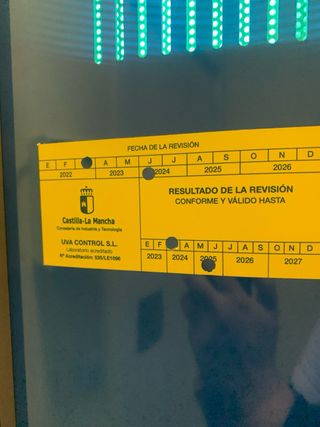 FECHA DE LA REVISIÓN
E F A M J J A S O N D
2022 2023 2024 2025 2026
Castilla-La Mancha
Consejería de Industria y Tecnología
UVA CONTROL S.L.
Laboratorio acreditado
Nº Acreditación: 935/LE1096
RESULTADO DE LA REVISIÓN
CONFORME Y VÁLIDO HASTA
E F A M J J A S O N D
2023 2024 2025 2026 2027